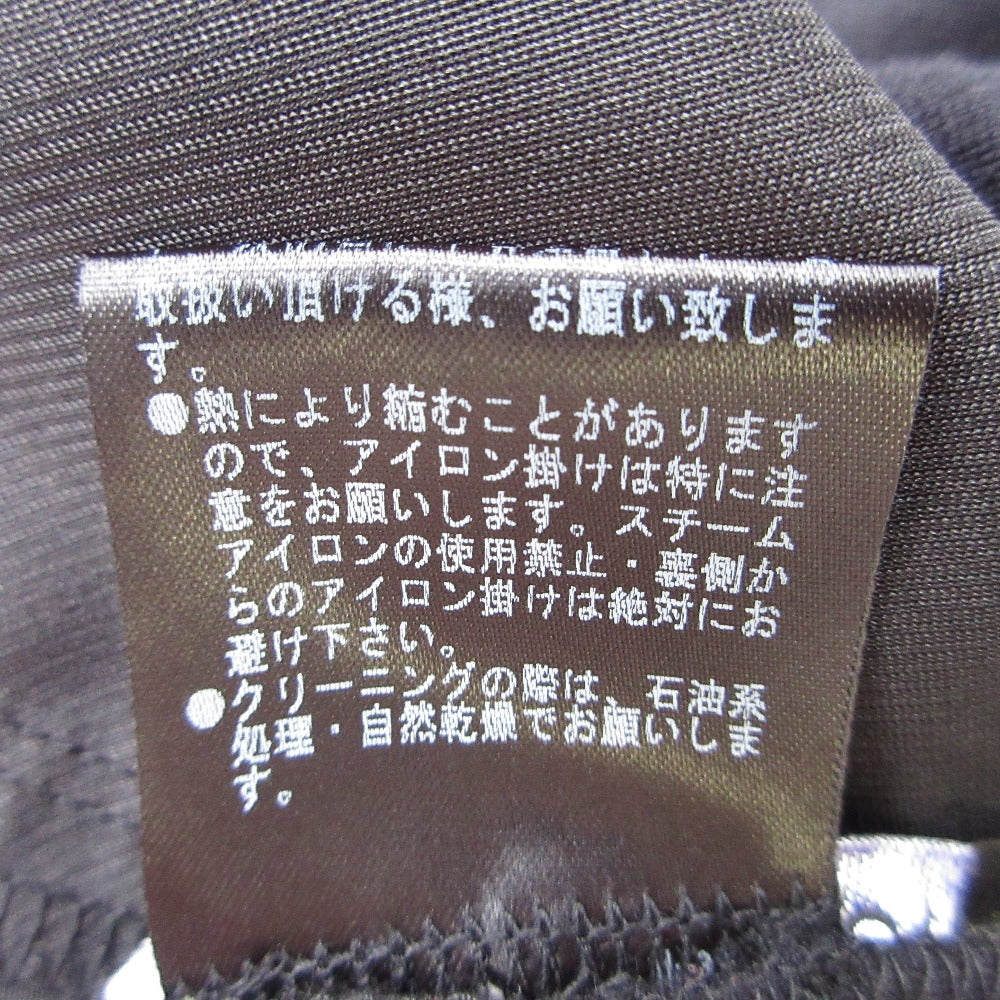 取扱い頂ける様、お願い致しま
す。
●熱により縮むことがあります
ので、アイロン掛けは特に注
意をお願いします。スチーム
アイロンの使用禁止・裏側か
らのアイロン掛けは絶対にお
避け下さい。
●クリーニングの際は、石油系
処理・自然乾燥でお願いしま
す。